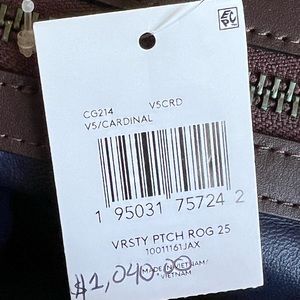 CG214 V5CRD
V5/CARDINAL
1 95031 75724 2
VRSTY PTCH ROG 25
10011161JAX
$1,040.00
MADE IN VIETNAM/
VIETNAM